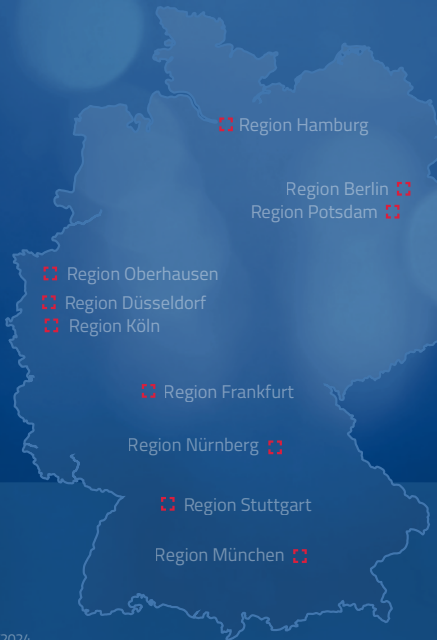 Region Hamburg
Region Berlin
Region Potsdam
Region Oberhausen
Region Düsseldorf
Region Köln
Region Frankfurt
Region Nürnberg
Region Stuttgart
Region München
2024